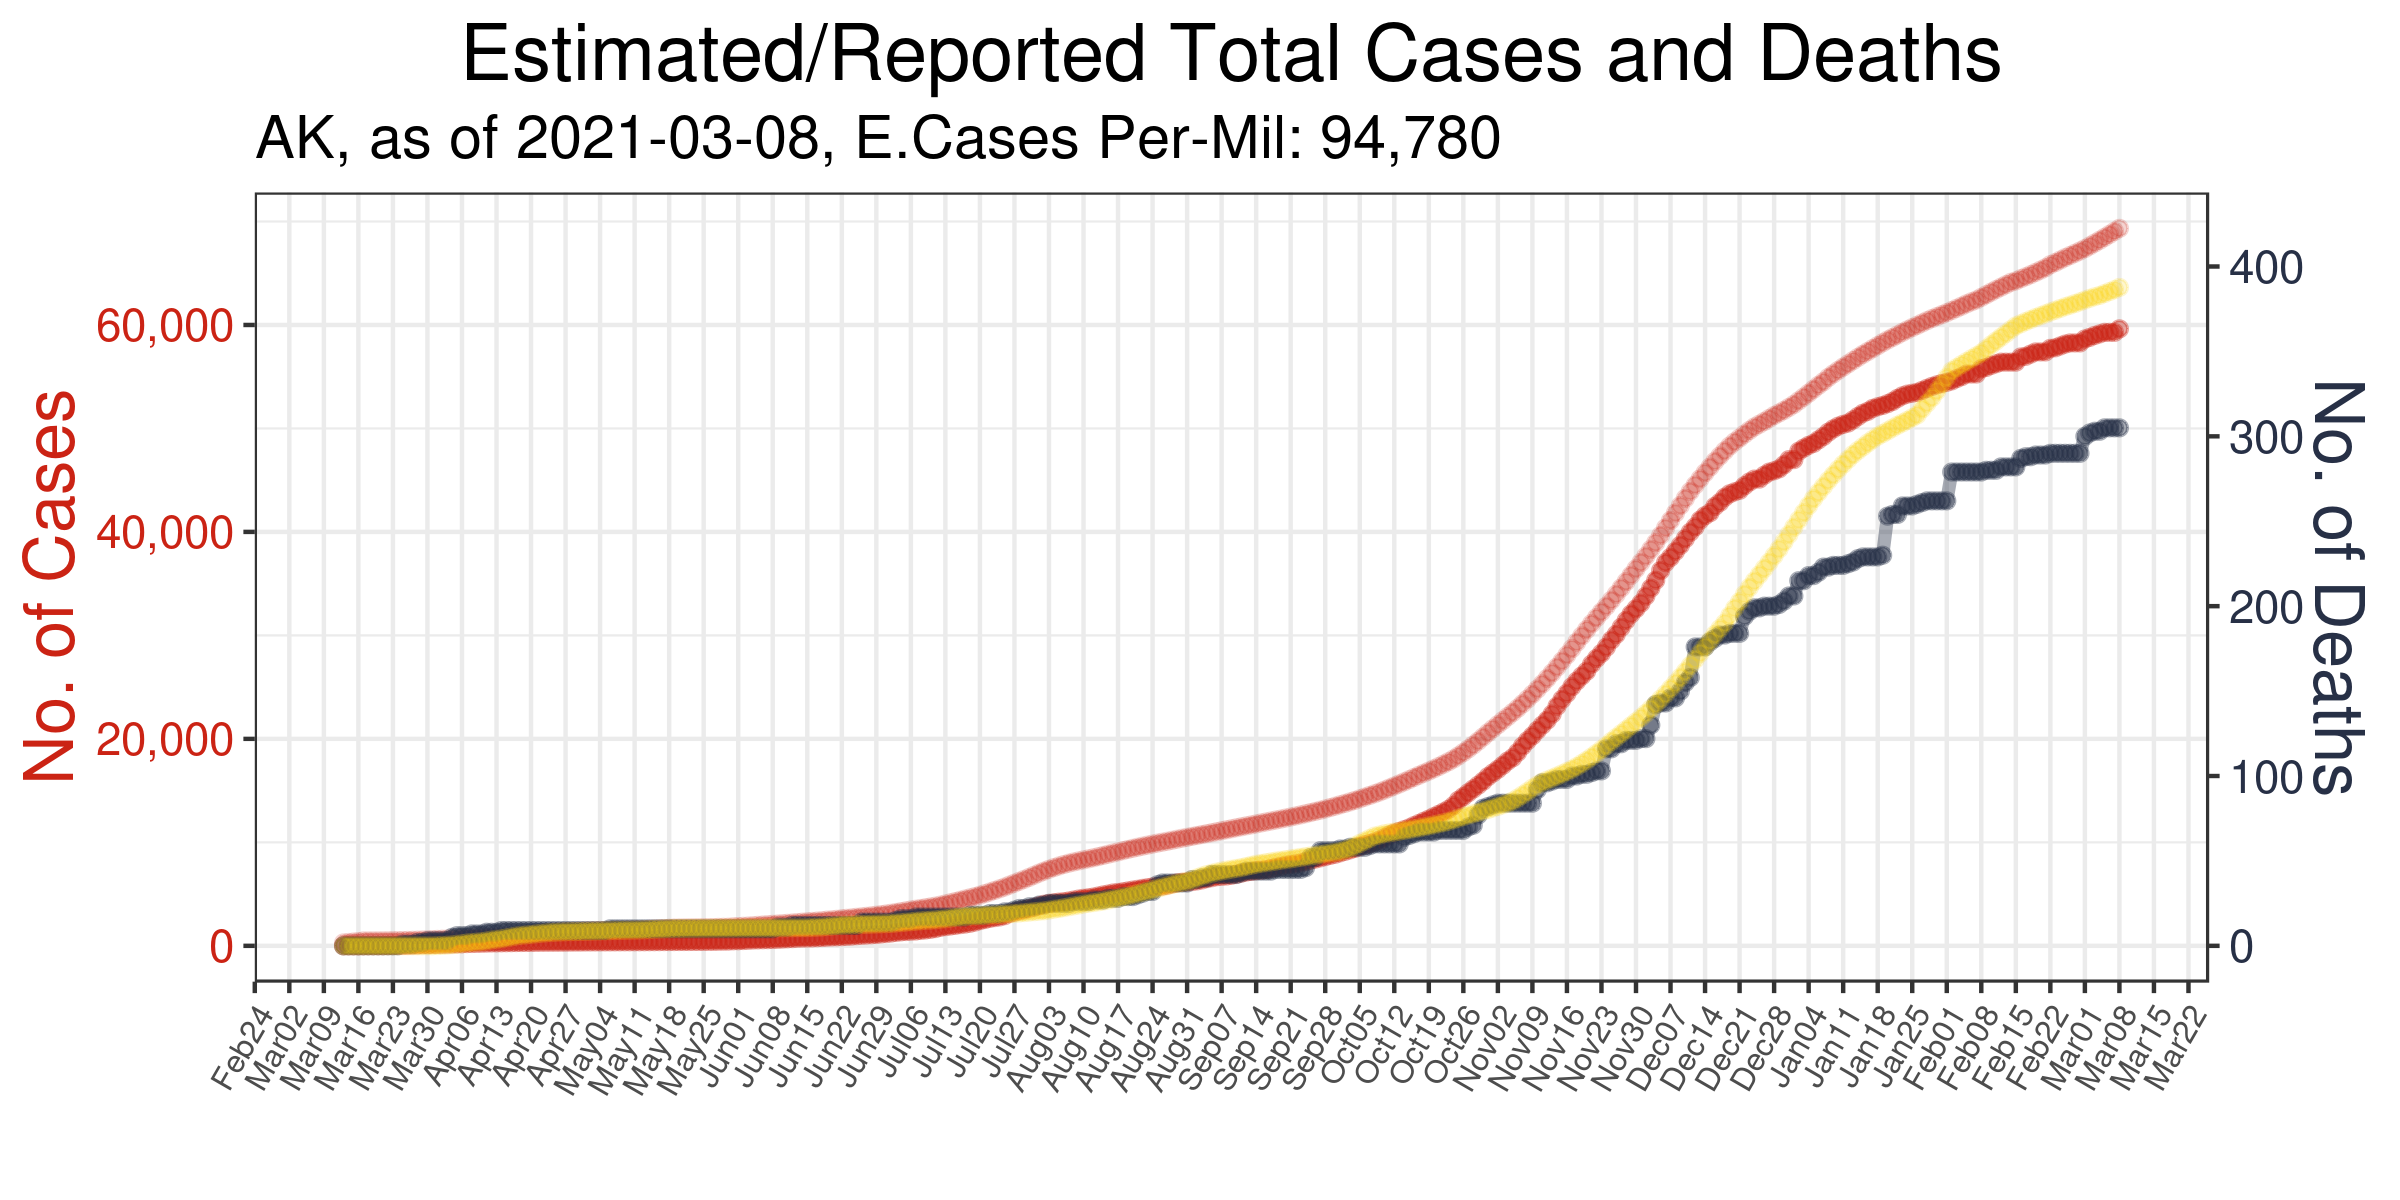 Estimated/Reported Total Cases and Deaths
AK, as of 2021-03-08, E.Cases Per-Mil: 94,780
No. of Cases
60,000
40,000
20,000
0
400
300
200
100
0
No. of Deaths
Feb24
Mar02
Mar09
Mar16
Mar23
Mar30
Apr06
Apr13
Apr20
Apr27
May04
May11
May18
May25
Jun01
Jun08
Jun15
Jun22
Jun29
Jul06
Jul13
Jul20
Jul27
Aug03
Aug10
Aug17
Aug24
Aug31
Sep07
Sep14
Sep21
Sep28
Oct05
Oct12
Oct19
Oct26
Nov02
Nov09
Nov16
Nov23
Nov30
Dec07
Dec14
Dec21
Dec28
Jan04
Jan11
Jan18
Jan25
Feb01
Feb08
Feb15
Feb22
Mar01
Mar08
Mar15
Mar22